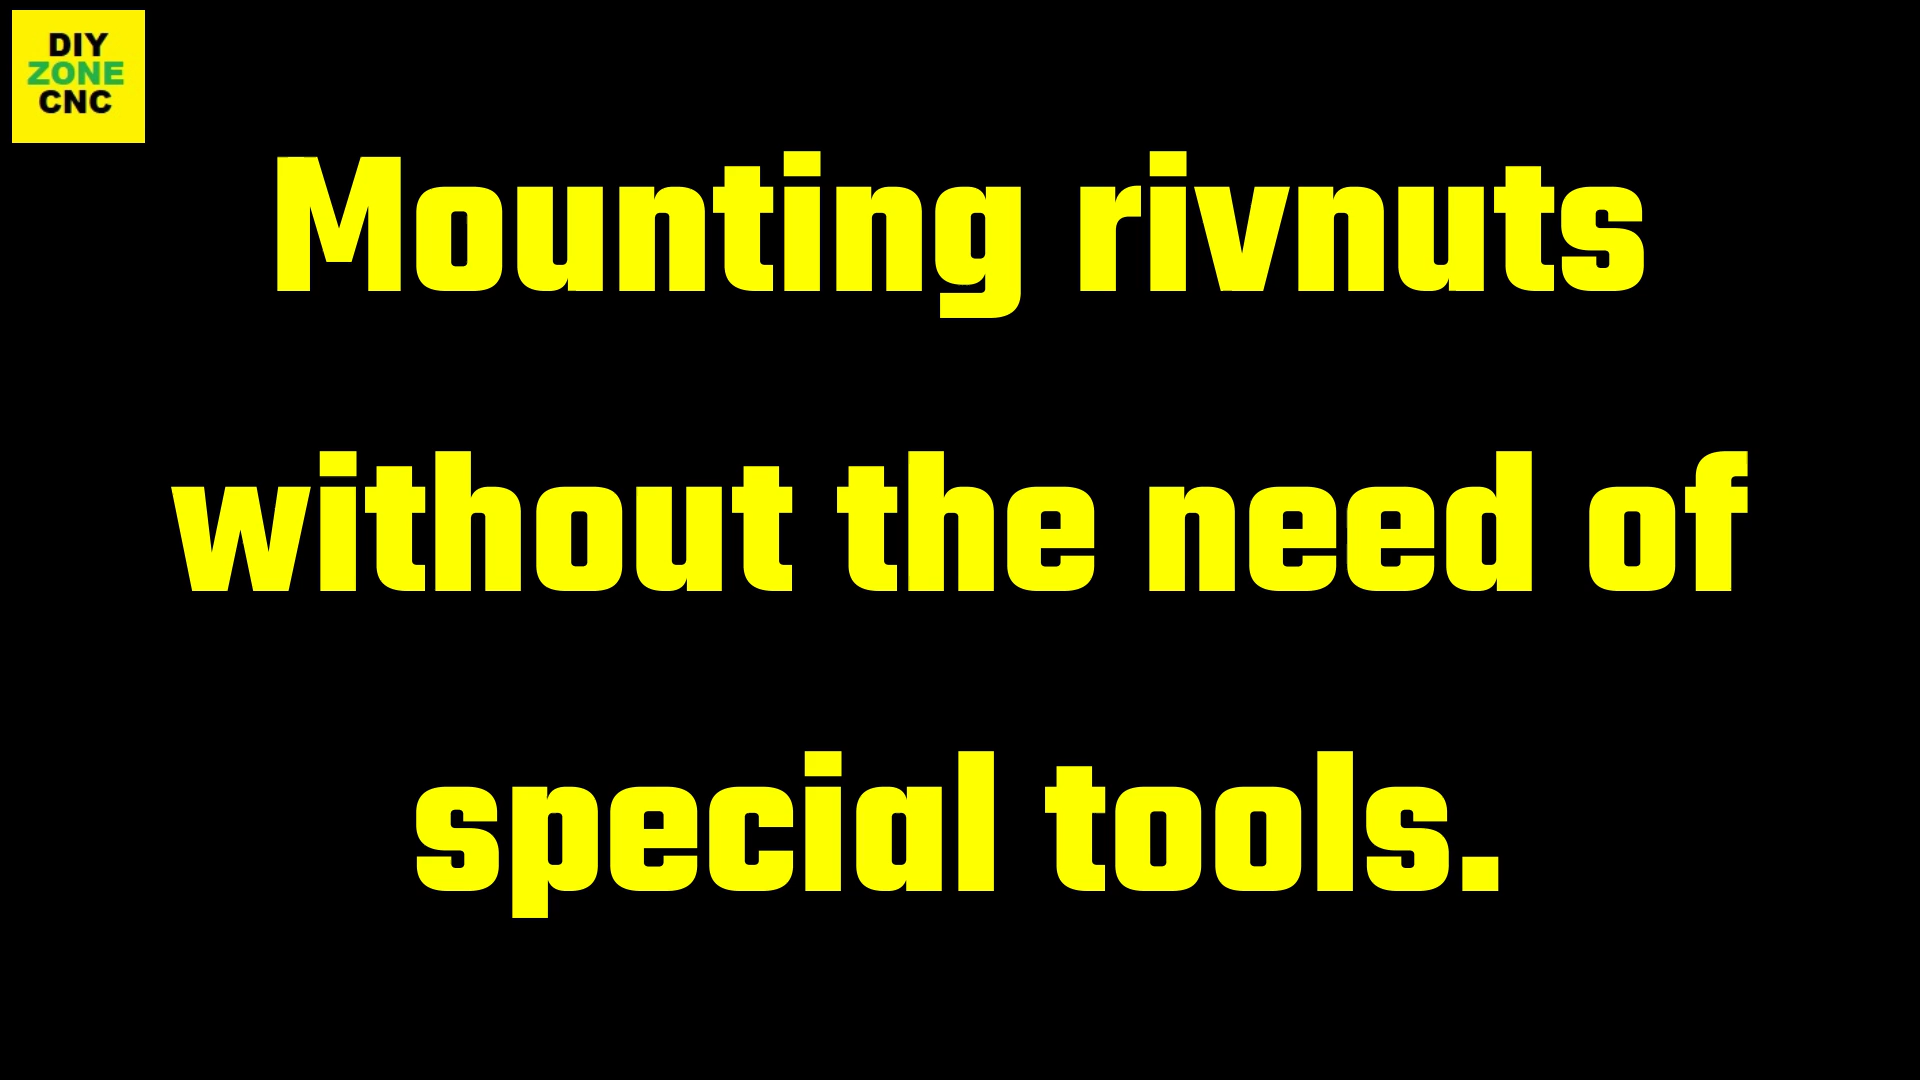 DIY
ZONE
CNC
Mounting rivnuts
without the need of
special tools.